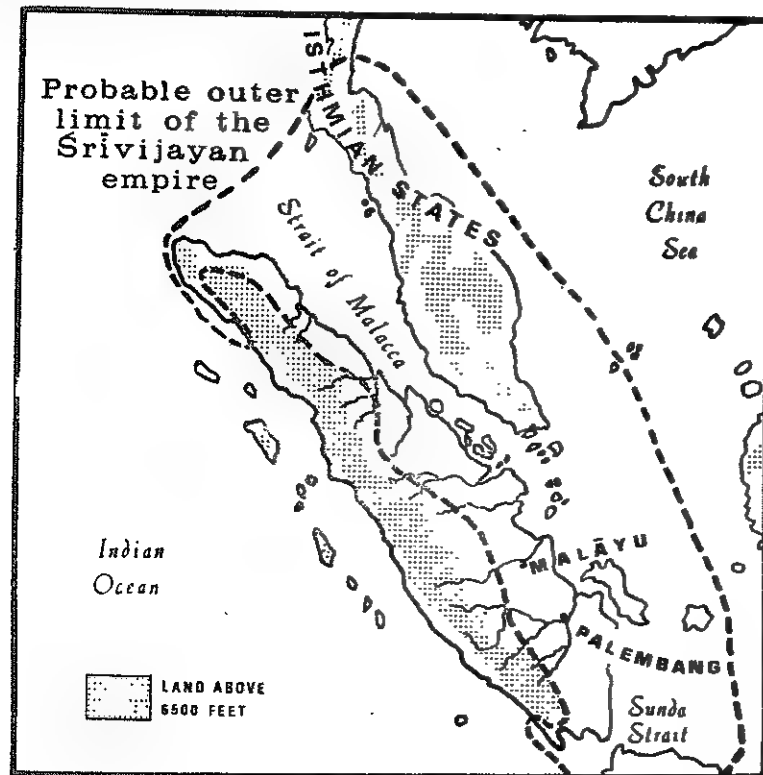 Probable outer
limit of the
Śrīvijayan
empire
ISTHMIAN STATES
South
China
Sea
Strait of Malacca
Indian
Ocean
MALĀYU
PALEMBANG
LAND ABOVE
6500 FEET
Sunda
Strait